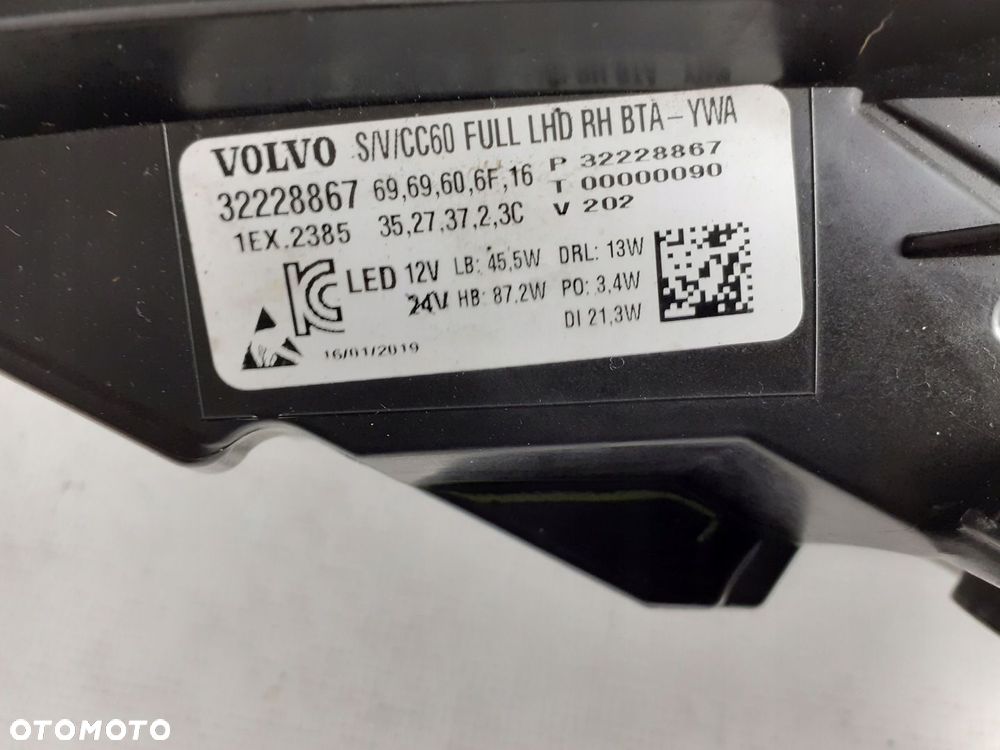 VOLVO S/V/CC60 FULL LHD RH BTA-YWA
32228867 69,69,60,6F,16 P 32228867
T 00000090
1EX.2385 35,27,37,2,3C V 202
LED 12V LB: 45,5W DRL: 13W
24V HB: 87.2W PO: 3,4W
DI 21,3W
16/01/2019
OTOMOTO